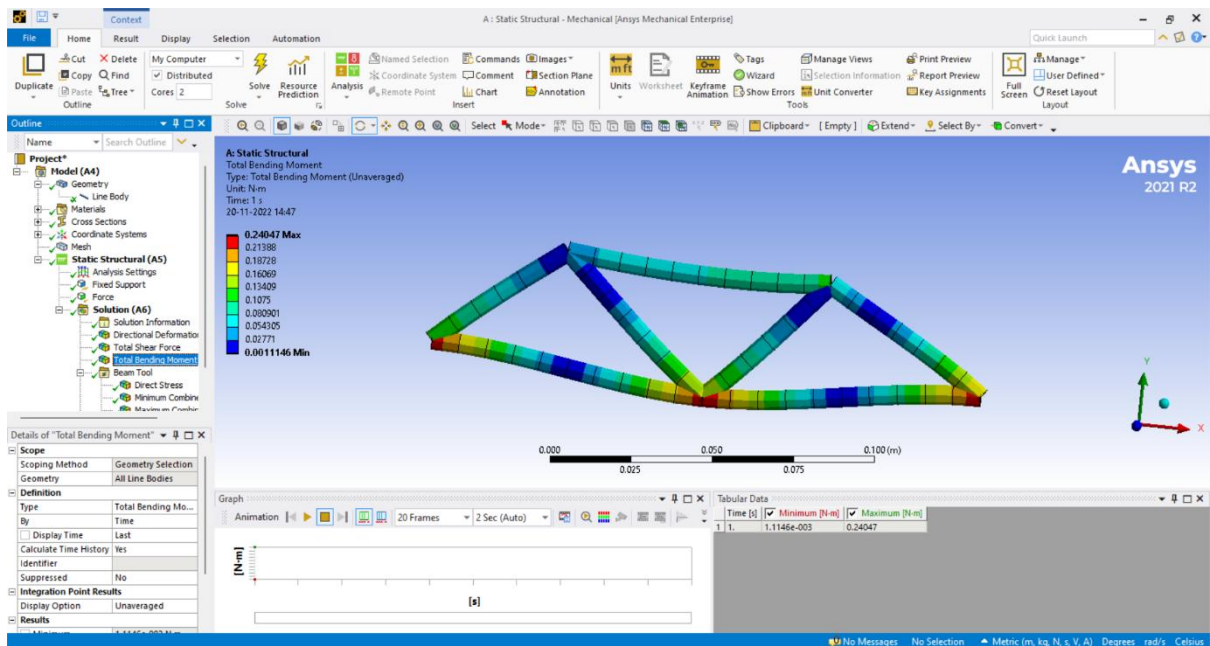 Context
A : Static Structural - Mechanical [Ansys Mechanical Enterprise]
File Home Result Display Selection Automation
Quick Launch
Duplicate
Cut Delete
Copy Find
Paste Tree
Outline
My Computer
Distributed
Cores 2
Solve
Resource Prediction
Solve
Analysis
Named Selection Commands Images
Coordinate System Comment Section Plane
Remote Point Chart Annotation
Insert
Units
Worksheet
Keyframe Animation
Tags Manage Views Print Preview
Wizard Selection Information Report Preview
Show Errors Unit Converter Key Assignments
Tools
Full Screen
Manage
User Defined
Reset Layout
Layout
Outline
Name Search Outline
Select Mode Clipboard [Empty] Extend Select By Convert
Project*
Model (A4)
Geometry
Line Body
Materials
Cross Sections
Coordinate Systems
Mesh
Static Structural (A5)
Analysis Settings
Fixed Support
Force
Solution (A6)
Solution Information
Directional Deformation
Total Shear Force
Total Bending Moment
Beam Tool
Direct Stress
Minimum Combine
Maximum Combin
A: Static Structural
Total Bending Moment
Type: Total Bending Moment (Unaveraged)
Unit: N·m
Time: 1 s
20-11-2022 14:47
0.24047 Max
0.21388
0.18728
0.16069
0.13409
0.1075
0.080901
0.054305
0.02771
0.0011146 Min
Ansys
2021 R2
Y
X
0.000 0.050 0.100 (m)
0.025 0.075
Details of "Total Bending Moment"
Scope
Scoping Method Geometry Selection
Geometry All Line Bodies
Definition
Type Total Bending Mo...
By Time
Display Time Last
Calculate Time History Yes
Identifier
Suppressed No
Integration Point Results
Display Option Unaveraged
Results
Minimum 1.1146e-003 N·m
Graph
Animation 20 Frames 2 Sec (Auto)
[N·m]
[s]
Tabular Data
Time [s] Minimum [N·m] Maximum [N·m]
1 1. 1.1146e-003 0.24047
No Messages No Selection Metric (m, kg, N, s, V, A) Degrees rad/s Celsius